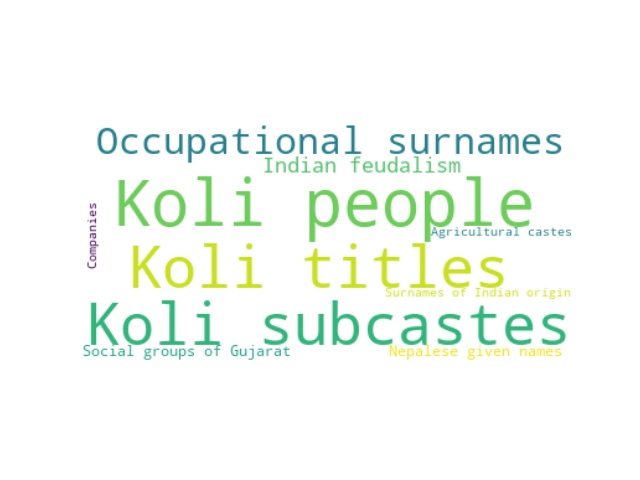 Occupational surnames
Indian feudalism
Koli people
Companies
Agricultural castes
Koli titles
Surnames of Indian origin
Koli subcastes
Social groups of Gujarat
Nepalese given names